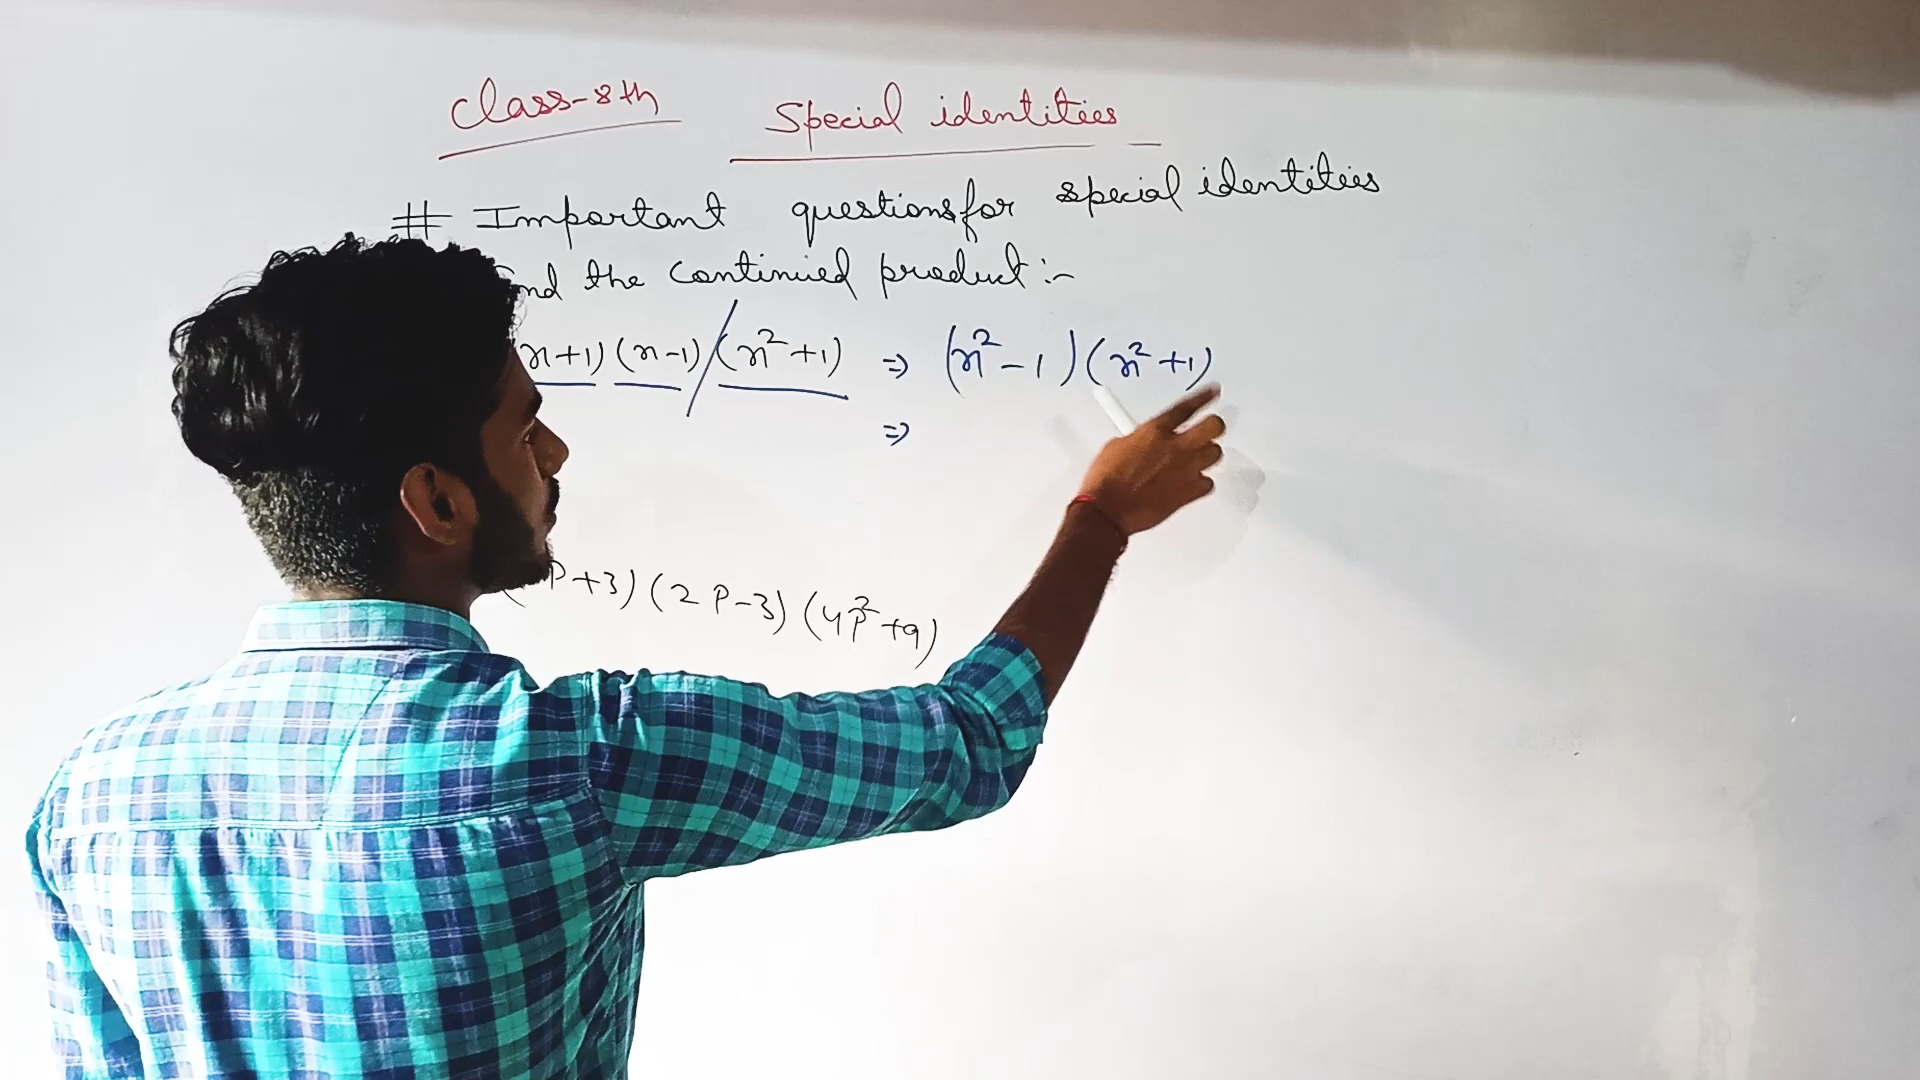 Class-8th Special identities
# Important questions for special identities
the continued product :-
x+1) (x-1) / (x²+1) ⇒ (x²-1) (x²+1)
⇒
P+3) (2P-3) (4P²+9)